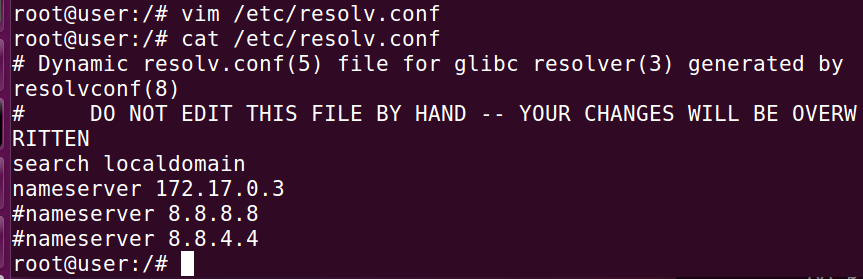 root@user:/# vim /etc/resolv.conf
root@user:/# cat /etc/resolv.conf
# Dynamic resolv.conf(5) file for glibc resolver(3) generated by
resolvconf(8)
#     DO NOT EDIT THIS FILE BY HAND -- YOUR CHANGES WILL BE OVERW
RITTEN
search localdomain
nameserver 172.17.0.3
#nameserver 8.8.8.8
#nameserver 8.8.4.4
root@user:/#